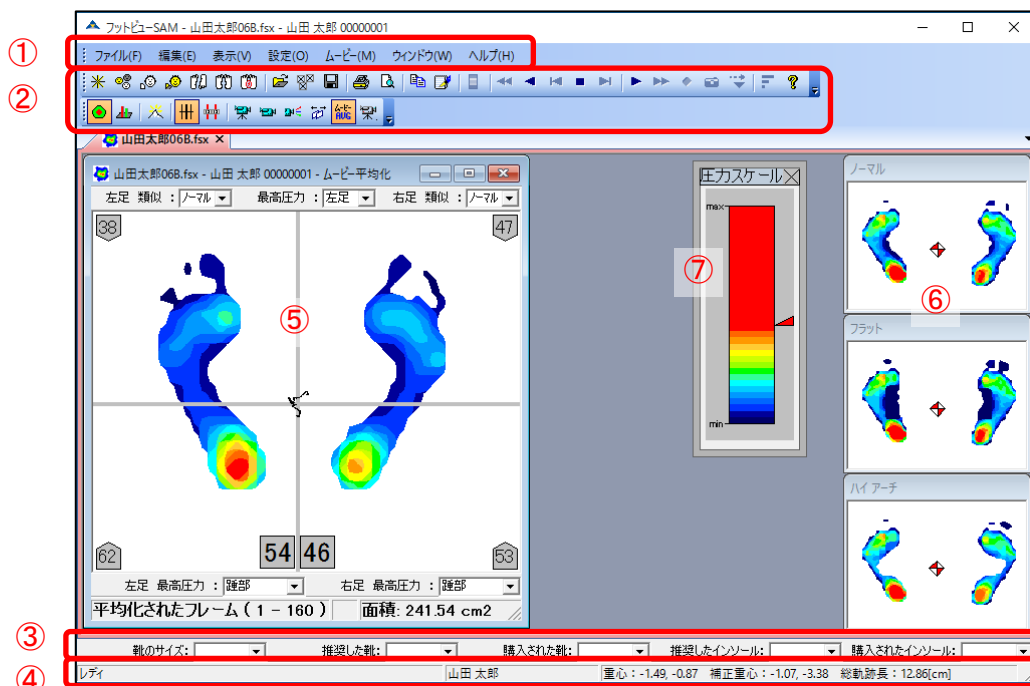 フットビューSAM - 山田太郎06B.fsx - 山田 太郎 00000001
①
ファイル(F) 編集(E) 表示(V) 設定(O) ムービー(M) ウィンドウ(W) ヘルプ(H)
②
ムービー AUG
山田太郎06B.fsx
山田太郎06B.fsx - 山田 太郎 00000001 - ムービー平均化
左足 類似 : ノーマル 最高圧力 : 左足 右足 類似 : ノーマル
38
47
⑤
62
54 46
53
左足 最高圧力 : 踵部 右足 最高圧力 : 踵部
平均化されたフレーム ( 1 - 160 ) 面積: 241.54 cm2
圧力スケール
max
⑦
min
ノーマル
⑥
フラット
ハイ アーチ
③
靴のサイズ: 推奨した靴: 購入された靴: 推奨したインソール: 購入されたインソール:
④
レディ 山田 太郎 重心 : -1.49, -0.87 補正重心 : -1.07, -3.38 総軌跡長 : 12.86[cm]